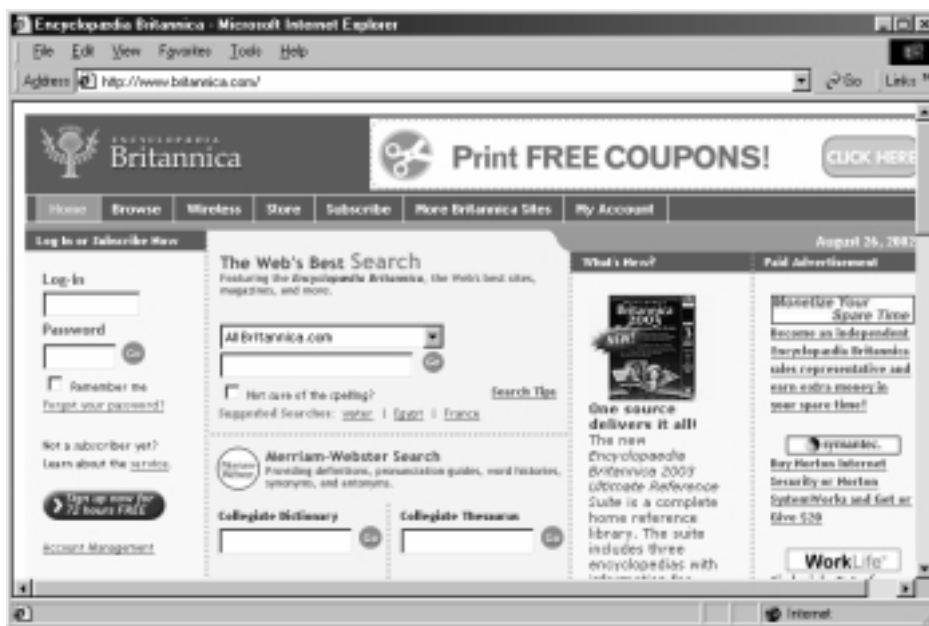 Encyclopædia Britannica - Microsoft Internet Explorer
File Edit View Favorites Tools Help
Address http://www.britannica.com/ Go Links
ENCYCLOPÆDIA
Britannica
Print FREE COUPONS!
CLICK HERE
Home Browse Wireless Store Subscribe More Britannica Sites My Account
August 26, 2002
Log In or Subscribe Now
Log-In
Password
Go
Remember me
Forgot your password?
Not a subscriber yet?
Learn about the service.
Sign up now for
72 hours FREE
Account Management
The Web's Best Search
Featuring the Encyclopædia Britannica, the Web's best sites,
magazines, and more.
All Britannica.com
Go
Not sure of the spelling? Search Tips
Suggested Searches: water | Egypt | France
Merriam-Webster Search
Providing definitions, pronunciation guides, word histories,
synonyms, and antonyms.
Collegiate Dictionary
Go
Collegiate Thesaurus
Go
What's New?
Britannica
2003
NEW!
One source
delivers it all!
The new
Encyclopaedia
Britannica 2003
Ultimate Reference
Suite is a complete
home reference
library. The suite
includes three
encyclopedias with
information for
Paid Advertisement
Monetize Your
Spare Time
Become an Independent
Encyclopædia Britannica
sales representative and
earn extra money in
your spare time!
symantec.
Buy Norton Internet
Security or Norton
SystemWorks and Get or
Give $20
WorkLife
Internet